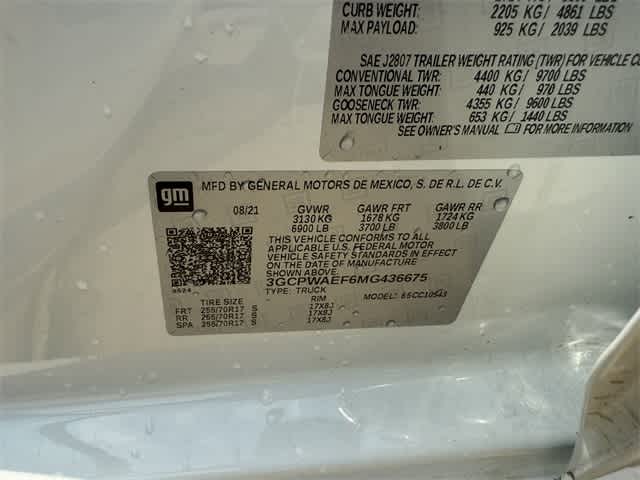 CURB WEIGHT: 2205 KG/ 4861 LBS
MAX PAYLOAD: 925 KG/ 2039 LBS
SAE J2807 TRAILER WEIGHT RATING (TWR) FOR VEHICLE
CONVENTIONAL TWR: 4400 KG/ 9700 LBS
MAX TONGUE WEIGHT: 440 KG/ 970 LBS
GOOSENECK TWR: 4355 KG/ 9600 LBS
MAX TONGUE WEIGHT: 653 KG/ 1440 LBS
SEE OWNER'S MANUAL FOR MORE INFORMATION
gm MFD BY GENERAL MOTORS DE MEXICO, S. DE R.L. DE C.V.
08/21 GVWR GAWR FRT GAWR RR
3130 KG 1678 KG 1724 KG
6900 LB 3700 LB 3800 LB
THIS VEHICLE CONFORMS TO ALL
APPLICABLE U.S. FEDERAL MOTOR
VEHICLE SAFETY STANDARDS IN EFFECT
ON THE DATE OF MANUFACTURE SHOWN ABOVE.
3GCPWAEF6MG436675
TYPE: TRUCK MODEL:
TIRE SIZE RIM
FRT 255/70R17 S 17X8J
RR 255/70R17 S 17X8J
SPA 255/70R17 S 17X8J